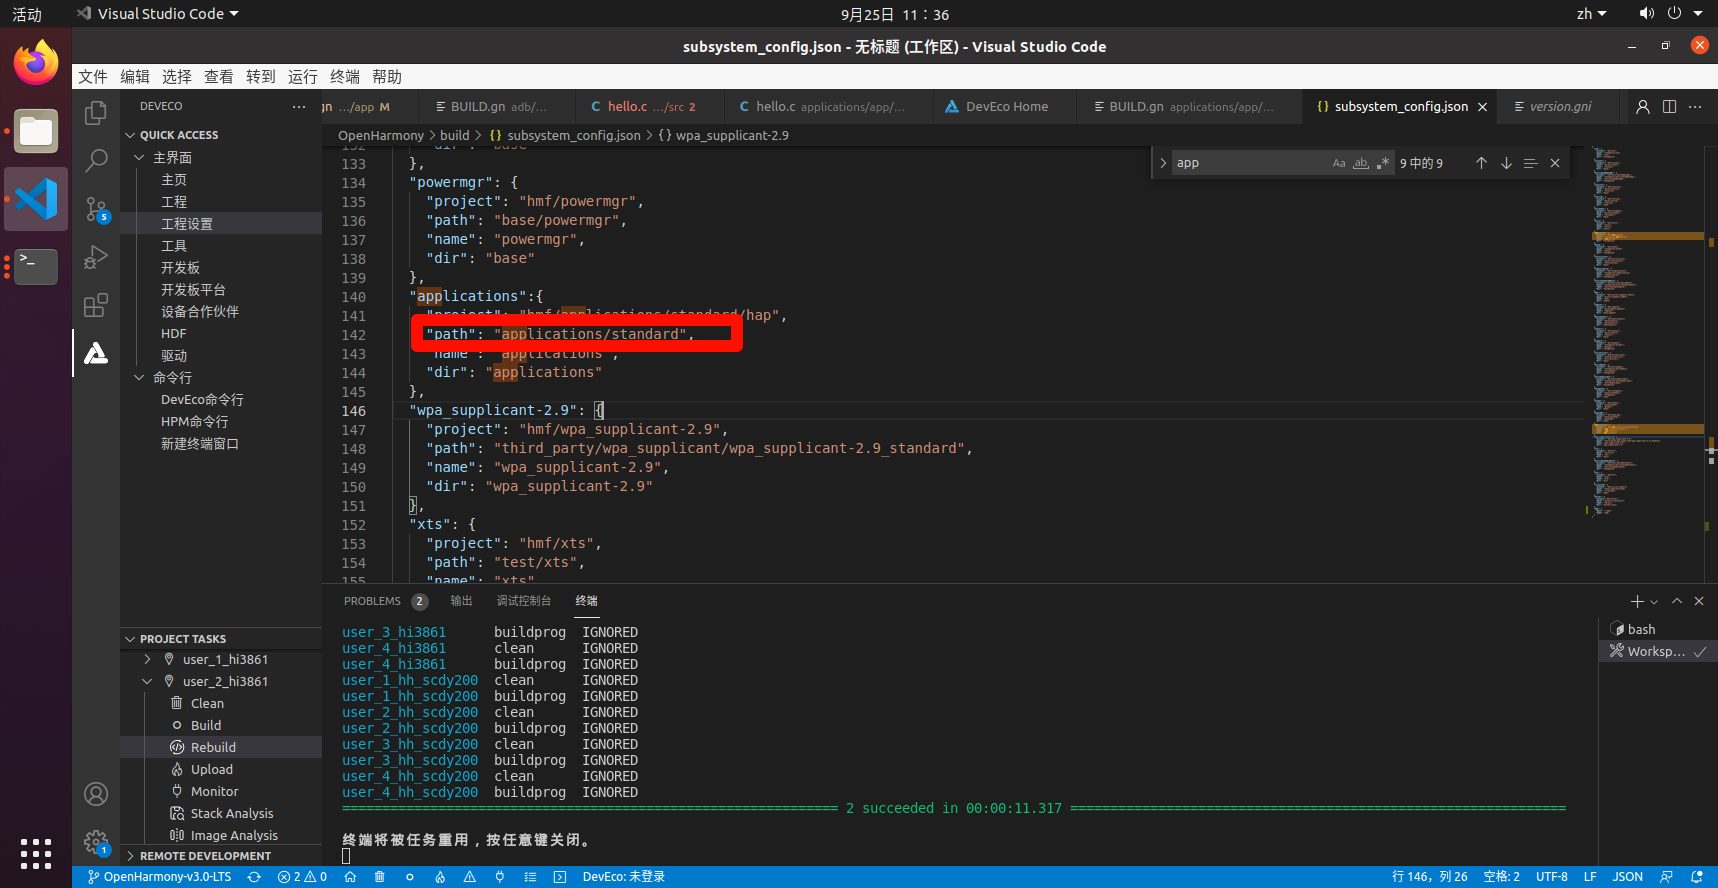 活动
Visual Studio Code
9月25日 11：36
zh
subsystem_config.json - 无标题 (工作区) - Visual Studio Code
文件 编辑 选择 查看 转到 运行 终端 帮助
DEVECO
gn .../app M
BUILD.gn adb/...
hello.c .../src 2
hello.c applications/app/...
DevEco Home
BUILD.gn applications/app/...
{} subsystem_config.json
version.gni
OpenHarmony > build > {} subsystem_config.json > {} wpa_supplicant-2.9
app
Aa ab .*
9 中的 9
QUICK ACCESS
主界面
主页
工程
工程设置
工具
开发板
开发板平台
设备合作伙伴
HDF
驱动
命令行
DevEco命令行
HPM命令行
新建终端窗口
132 "dir": "base"
133 },
134 "powermgr": {
135 "project": "hmf/powermgr",
136 "path": "base/powermgr",
137 "name": "powermgr",
138 "dir": "base"
139 },
140 "applications":{
141 "project": "hmf/applications/standard/hap",
142 "path": "applications/standard",
143 "name": "applications",
144 "dir": "applications"
145 },
146 "wpa_supplicant-2.9": {
147 "project": "hmf/wpa_supplicant-2.9",
148 "path": "third_party/wpa_supplicant/wpa_supplicant-2.9_standard",
149 "name": "wpa_supplicant-2.9",
150 "dir": "wpa_supplicant-2.9"
151 },
152 "xts": {
153 "project": "hmf/xts",
154 "path": "test/xts",
155 "name": "xts"
5
PROJECT TASKS
user_1_hi3861
user_2_hi3861
Clean
Build
Rebuild
Upload
Monitor
Stack Analysis
Image Analysis
REMOTE DEVELOPMENT
1
PROBLEMS 2 输出 调试控制台 终端
user_3_hi3861 buildprog IGNORED
user_4_hi3861 clean IGNORED
user_4_hi3861 buildprog IGNORED
user_1_hh_scdy200 clean IGNORED
user_1_hh_scdy200 buildprog IGNORED
user_2_hh_scdy200 clean IGNORED
user_2_hh_scdy200 buildprog IGNORED
user_3_hh_scdy200 clean IGNORED
user_3_hh_scdy200 buildprog IGNORED
user_4_hh_scdy200 clean IGNORED
user_4_hh_scdy200 buildprog IGNORED
============================================================== 2 succeeded in 00:00:11.317 ==============================================================
终端将被任务重用，按任意键关闭。
bash
Worksp...
OpenHarmony-v3.0-LTS
2 0
DevEco: 未登录
行 146，列 26
空格: 2
UTF-8
LF
JSON